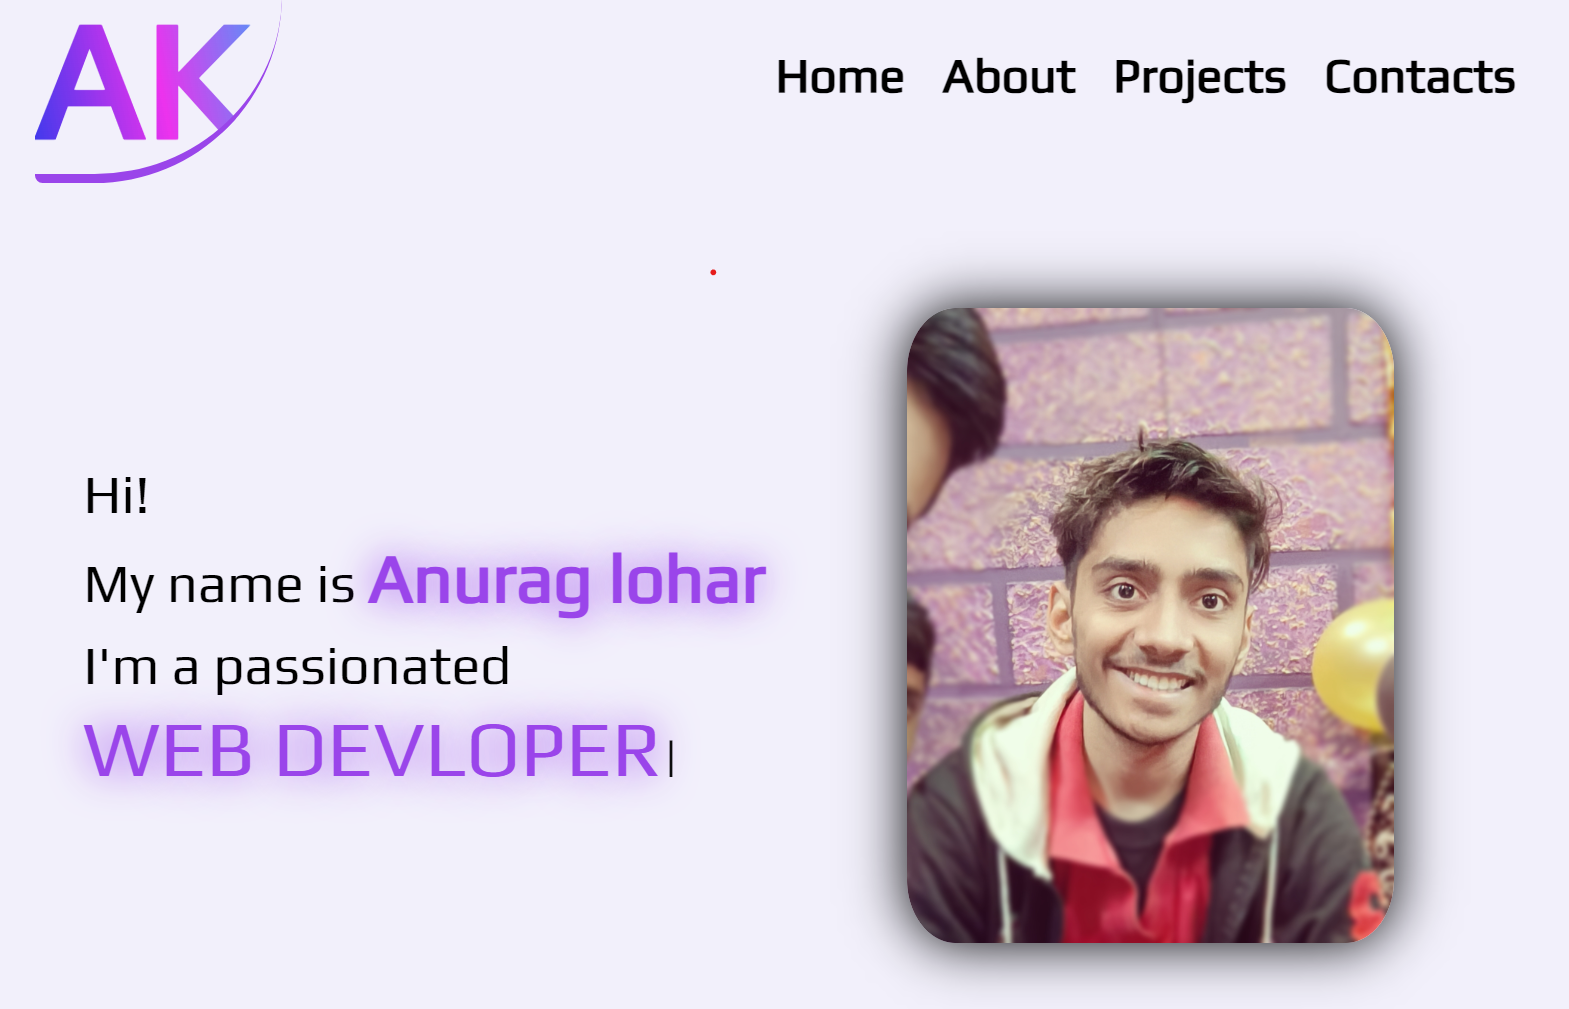 AK
Home About Projects Contacts
Hi!
My name is Anurag lohar
I'm a passionated
WEB DEVLOPER|